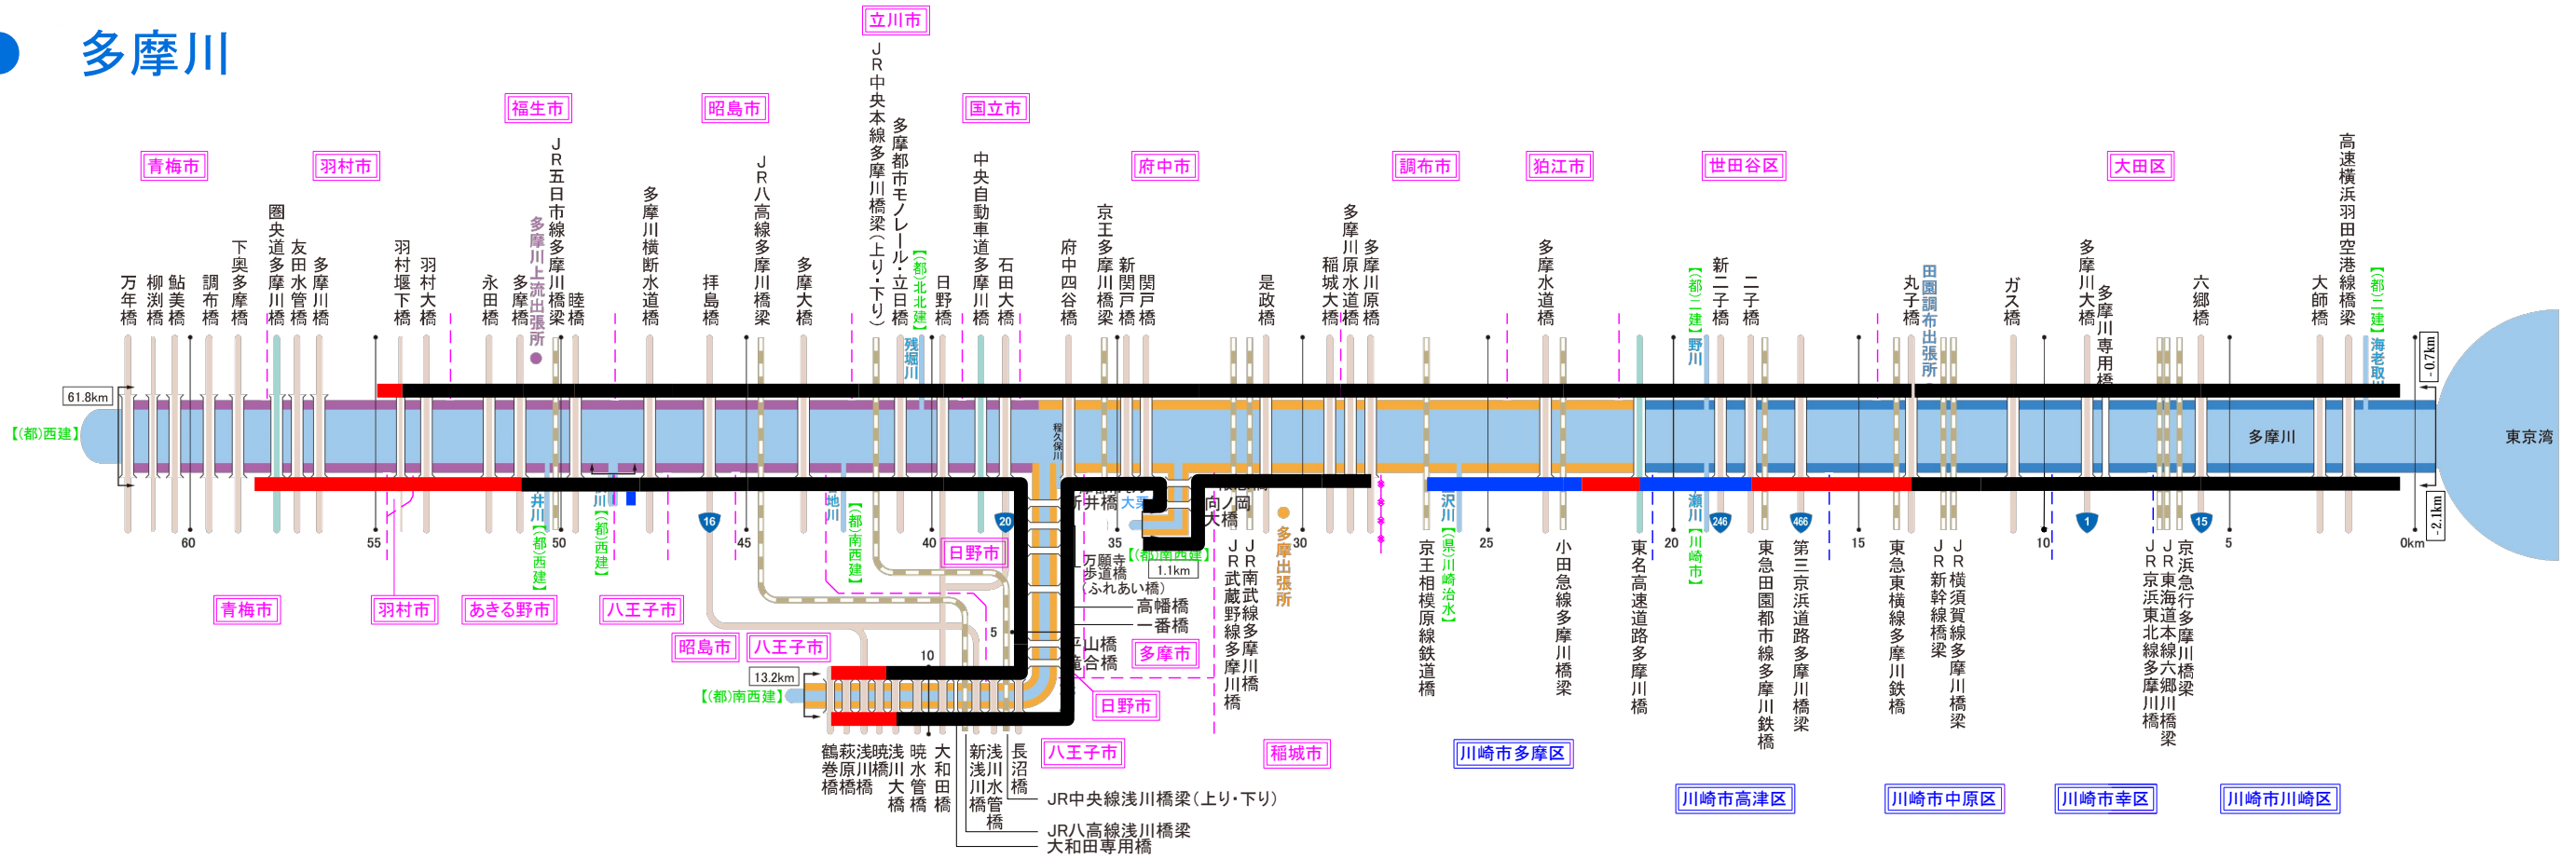 多摩川
立川市
福生市
昭島市
国立市
青梅市
羽村市
府中市
調布市
狛江市
世田谷区
大田区
万年橋
柳渕橋
鮎美橋
調布橋
下奥多摩橋
圏央道多摩川橋
友田水管橋
多摩川橋
羽村堰下橋
羽村大橋
永田橋
多摩橋
多摩川上流出張所
JR五日市線多摩川橋梁
睦橋
多摩川横断水道橋
拝島橋
JR八高線多摩川橋梁
多摩大橋
JR中央本線多摩川橋梁(上り・下り)
多摩都市モノレール・立日橋
【(都)北北建】
残堀川
日野橋
中央自動車道多摩川橋
石田大橋
府中四谷橋
京王多摩川橋梁
新関戸橋
関戸橋
是政橋
稲城大橋
多摩川原水道橋
多摩川原橋
多摩水道橋
【(都)二建】
野川
新二子橋
二子橋
丸子橋
田園調布出張所
ガス橋
多摩川大橋
多摩川専用橋
六郷橋
大師橋
高速横浜羽田空港線橋梁
【(都)二建】
海老取川
-0.7km
61.8km
【(都)西建】
程久保川
多摩川
東京湾
-2.1km
60
55
50
45
40
35
30
25
20
15
10
5
0km
16
20
246
466
1
15
井川
【(都)西建】
川
【(都)西建】
地川
【(都)南西建】
新井橋
大栗
向ノ岡大橋
【(都)南西建】
1.1km
万願寺歩道橋
(ふれあい橋)
高幡橋
一番橋
平山橋
滝合橋
5
10
日野市
多摩市
日野市
JR武蔵野線多摩川橋
JR南武線多摩川橋
多摩出張所
京王相模原線鉄道橋
沢川
【(県)川崎治水】
小田急線多摩川橋梁
東名高速道路多摩川橋
瀬川
【川崎市】
東急田園都市線多摩川鉄橋
第三京浜道路多摩川橋梁
東急東横線多摩川鉄橋
JR新幹線橋梁
JR横須賀線多摩川橋梁
JR京浜東北線多摩川橋
JR東海道本線六郷川橋梁
京浜急行多摩川橋梁
青梅市
羽村市
あきる野市
八王子市
昭島市
八王子市
13.2km
【(都)南西建】
鶴巻橋
萩原橋
浅川橋
暁橋
浅川大橋
暁水管橋
大和田橋
新浅川橋
浅川水管橋
長沼橋
JR中央線浅川橋梁(上り・下り)
JR八高線浅川橋梁
大和田専用橋
八王子市
稲城市
川崎市多摩区
川崎市高津区
川崎市中原区
川崎市幸区
川崎市川崎区